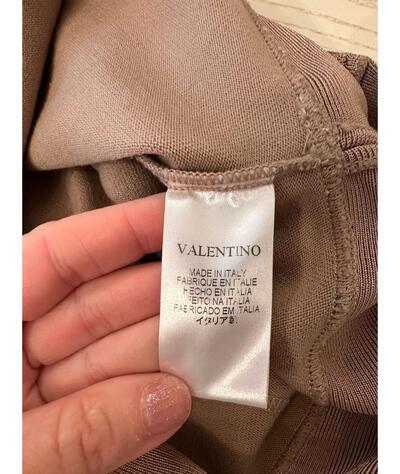 VALENTINO
MADE IN ITALY
FABRIQUE EN ITALIE
HECHO EN ITALIA
FEITO NA ITALIA
FABRICADO EM ITALIA
イタリア製